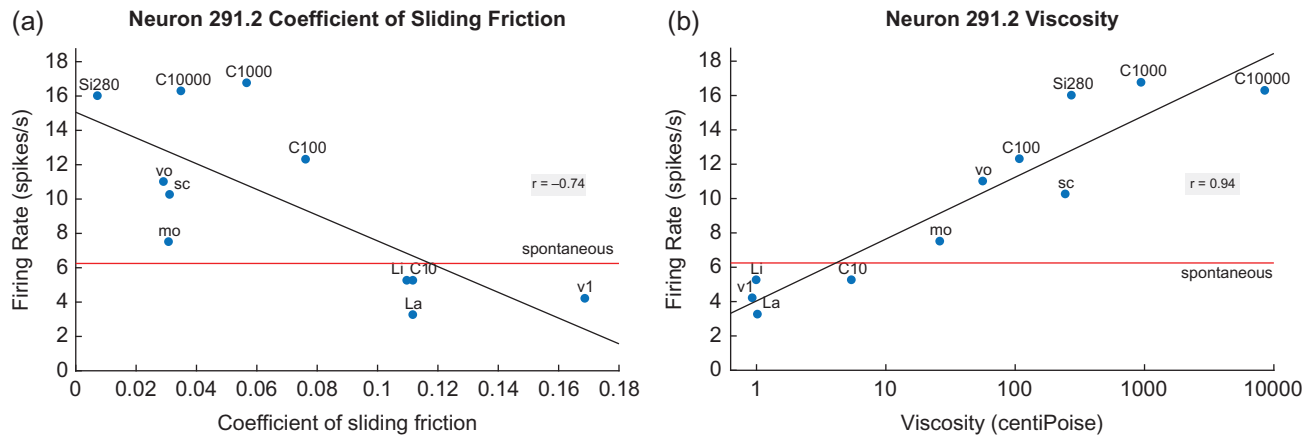 (a)
Neuron 291.2 Coefficient of Sliding Friction
Firing Rate (spikes/s)
18
16
14
12
10
8
6
4
2
0
Si280
C10000
C1000
C100
vo
sc
mo
r = –0.74
spontaneous
Li
C10
La
v1
0
0.02
0.04
0.06
0.08
0.1
0.12
0.14
0.16
0.18
Coefficient of sliding friction
(b)
Neuron 291.2 Viscosity
Firing Rate (spikes/s)
18
16
14
12
10
8
6
4
2
0
Si280
C1000
C10000
C100
vo
sc
r = 0.94
mo
spontaneous
Li
C10
v1
La
1
10
100
1000
10000
Viscosity (centiPoise)